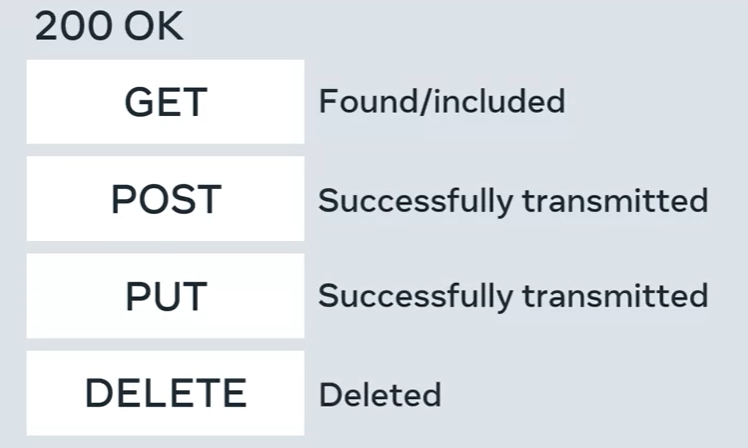 200 OK
GET Found/included
POST Successfully transmitted
PUT Successfully transmitted
DELETE Deleted